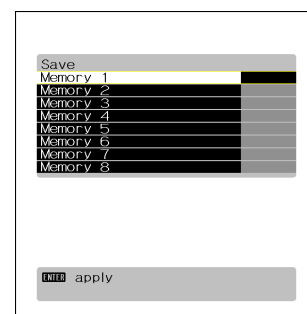 Save
Memory 1
Memory 2
Memory 3
Memory 4
Memory 5
Memory 6
Memory 7
Memory 8
ENTER apply